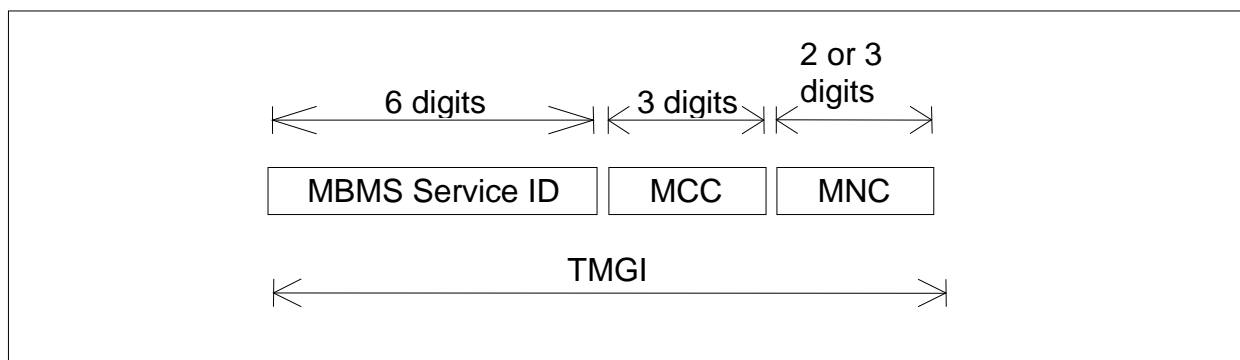 2 or 3
digits
6 digits
3 digits
MBMS Service ID
MCC
MNC
TMGI